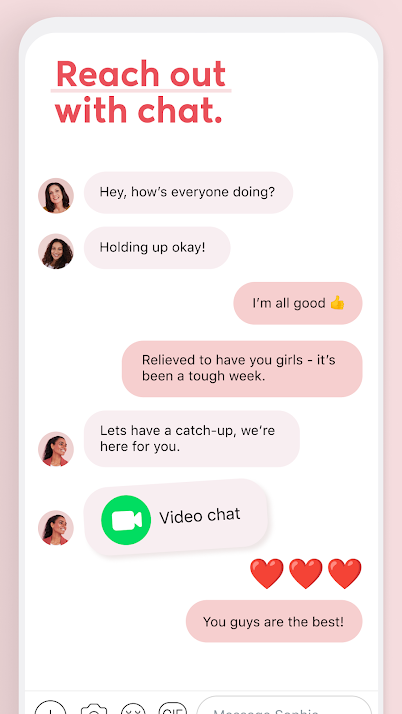 Reach out
with chat.
Hey, how's everyone doing?
Holding up okay!
I'm all good 👍
Relieved to have you girls - it's
been a tough week.
Lets have a catch-up, we're
here for you.
Video chat
❤️❤️❤️
You guys are the best!
GIF
Message Sophie